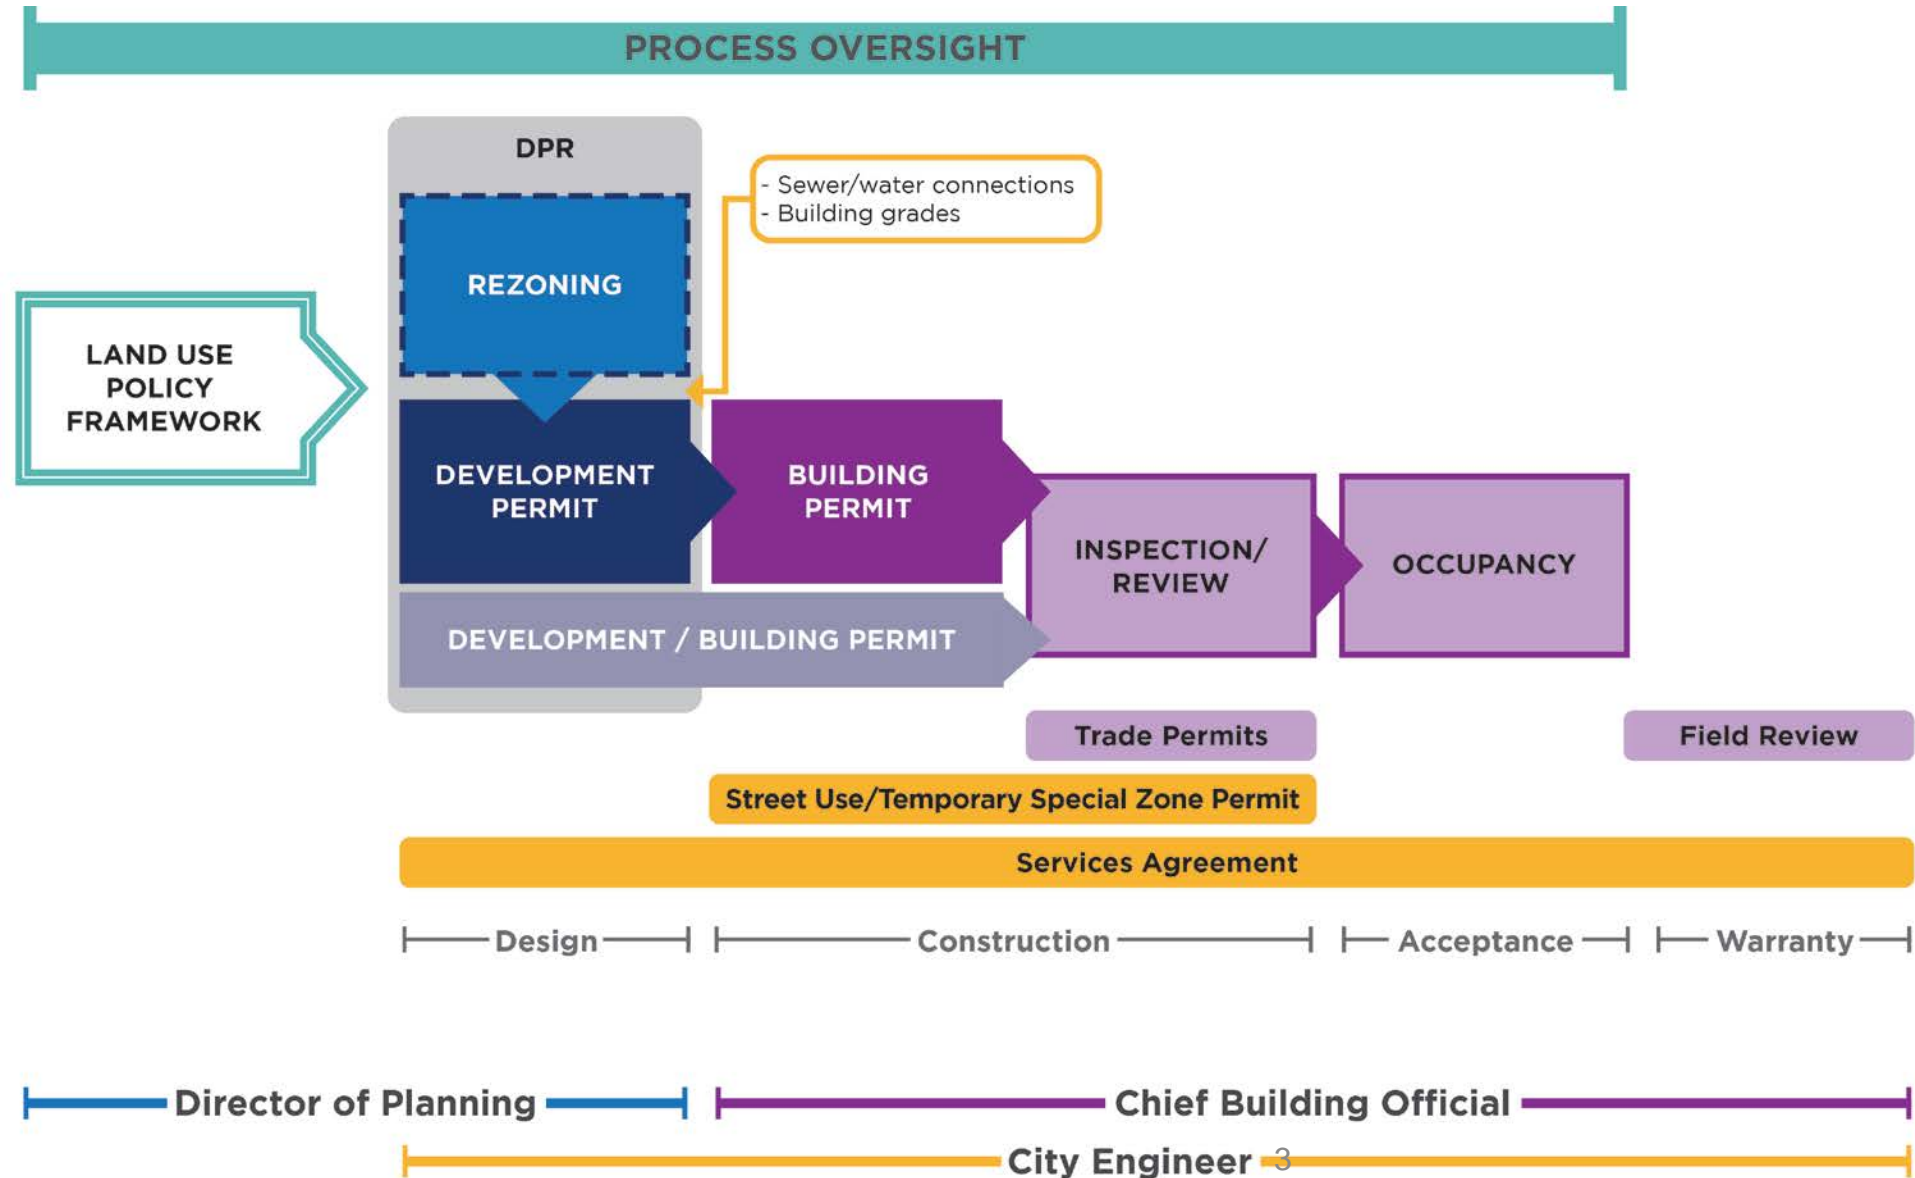 PROCESS OVERSIGHT
DPR
- Sewer/water connections
- Building grades
REZONING
LAND USE
POLICY
FRAMEWORK
DEVELOPMENT
PERMIT
BUILDING
PERMIT
INSPECTION/
REVIEW
OCCUPANCY
DEVELOPMENT / BUILDING PERMIT
Trade Permits
Field Review
Street Use/Temporary Special Zone Permit
Services Agreement
Design
Construction
Acceptance
Warranty
Director of Planning
Chief Building Official
City Engineer
3